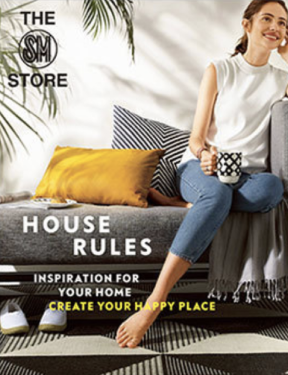 THE
SM
STORE
HOUSE
RULES
INSPIRATION FOR
YOUR HOME
CREATE YOUR HAPPY PLACE